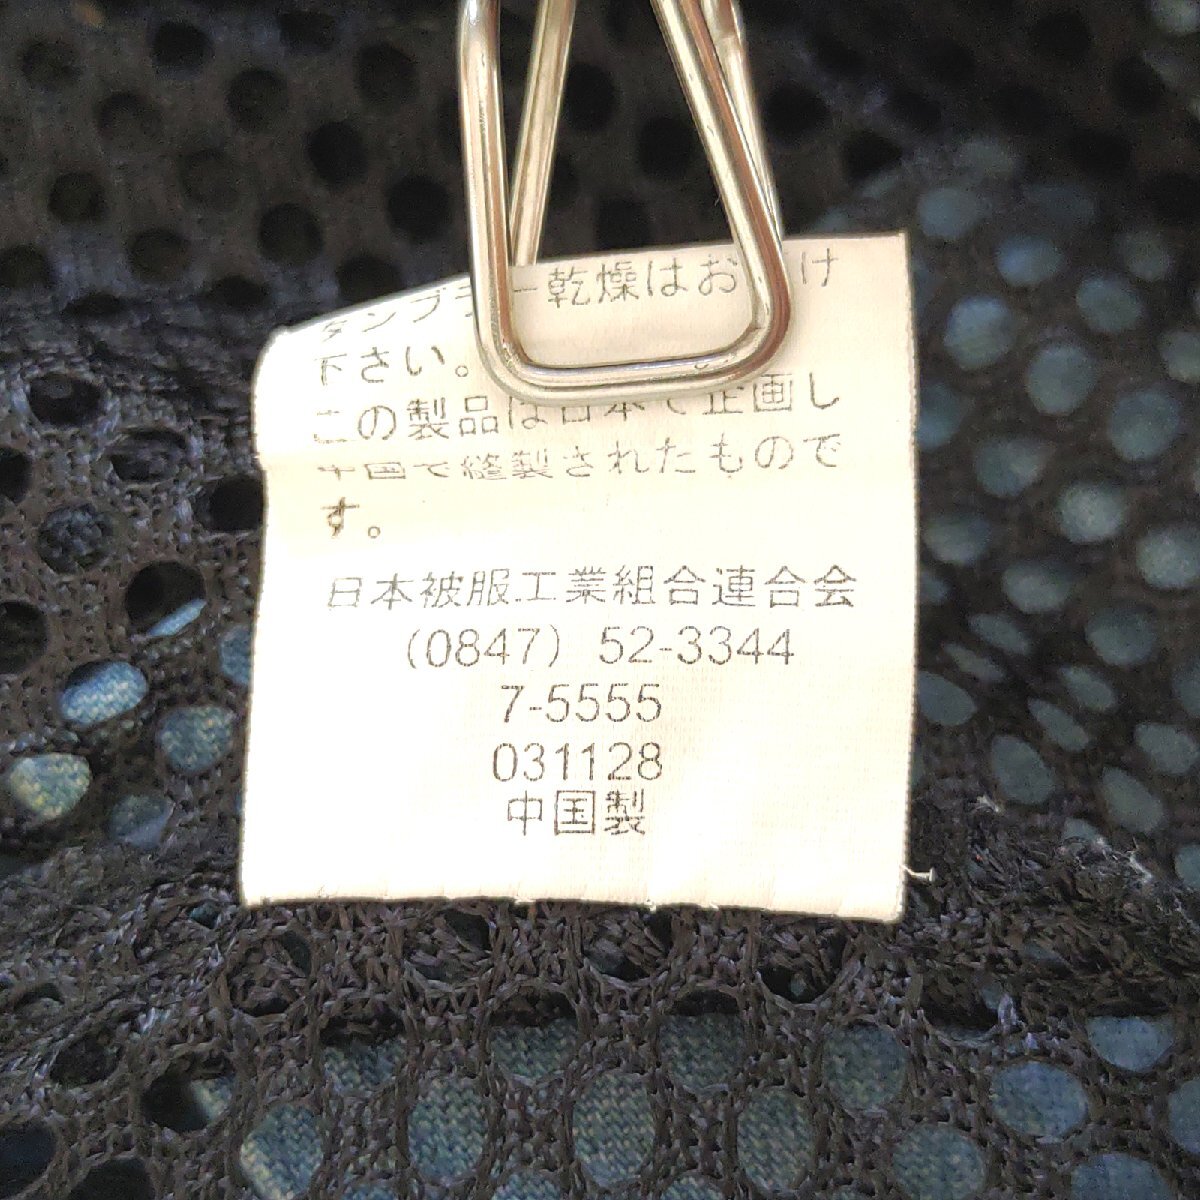 タンブラー乾燥はお け
下さい。
この製品は日本で企画し
中国で縫製されたもので
す。
日本被服工業組合連合会
(0847) 52-3344
7-5555
031128
中国製